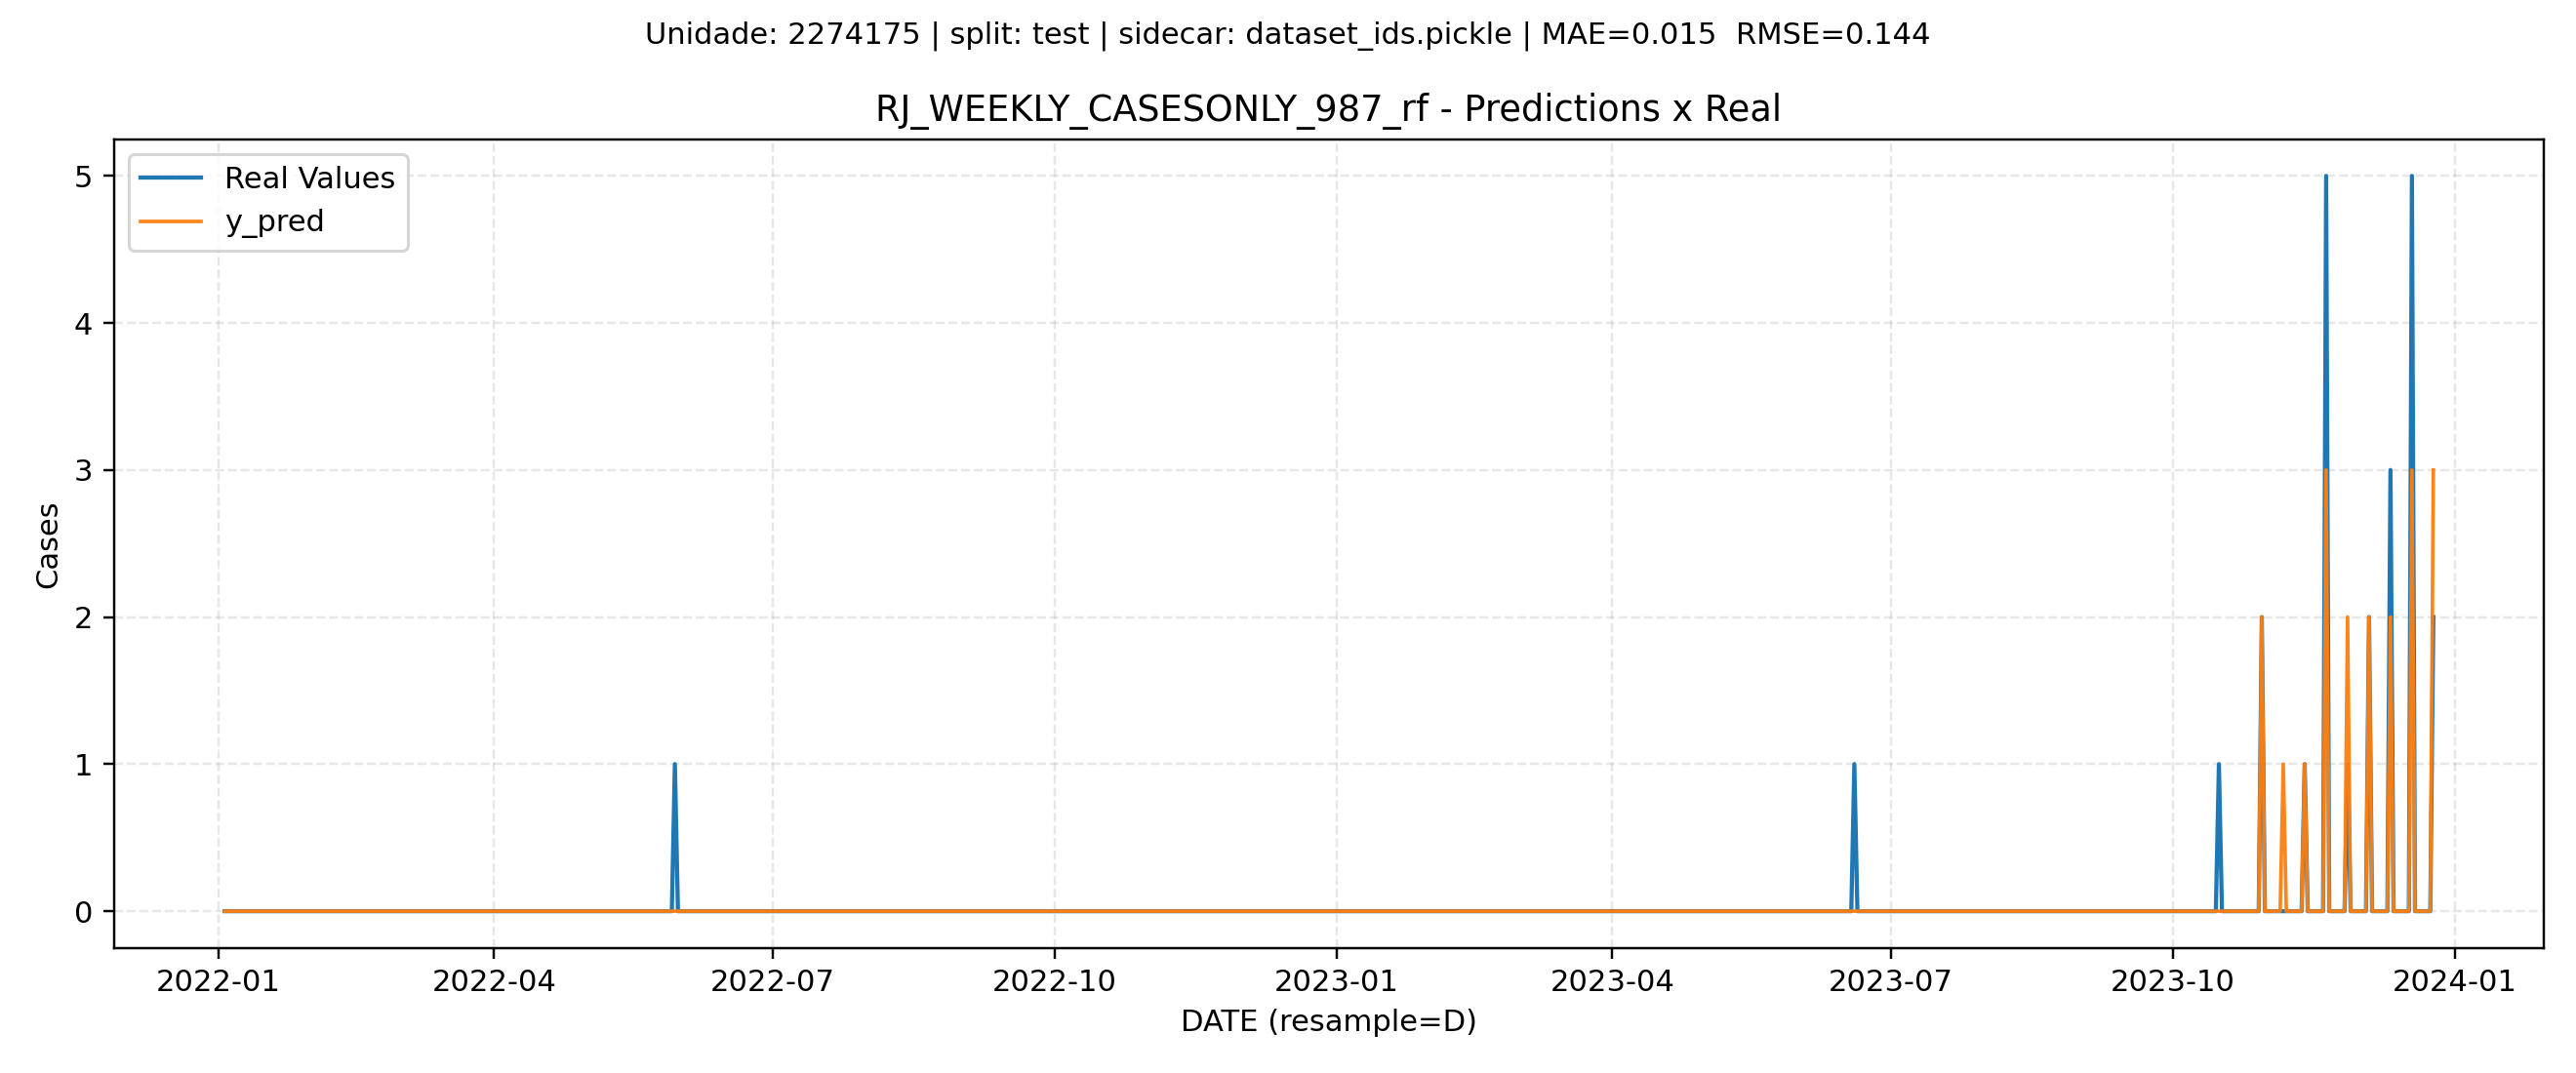 Unidade: 2274175 | split: test | sidecar: dataset_ids.pickle | MAE=0.015  RMSE=0.144
RJ_WEEKLY_CASESONLY_987_rf - Predictions x Real
Real Values
y_pred
5
4
3
2
1
0
Cases
2022-01 2022-04 2022-07 2022-10 2023-01 2023-04 2023-07 2023-10 2024-01
DATE (resample=D)